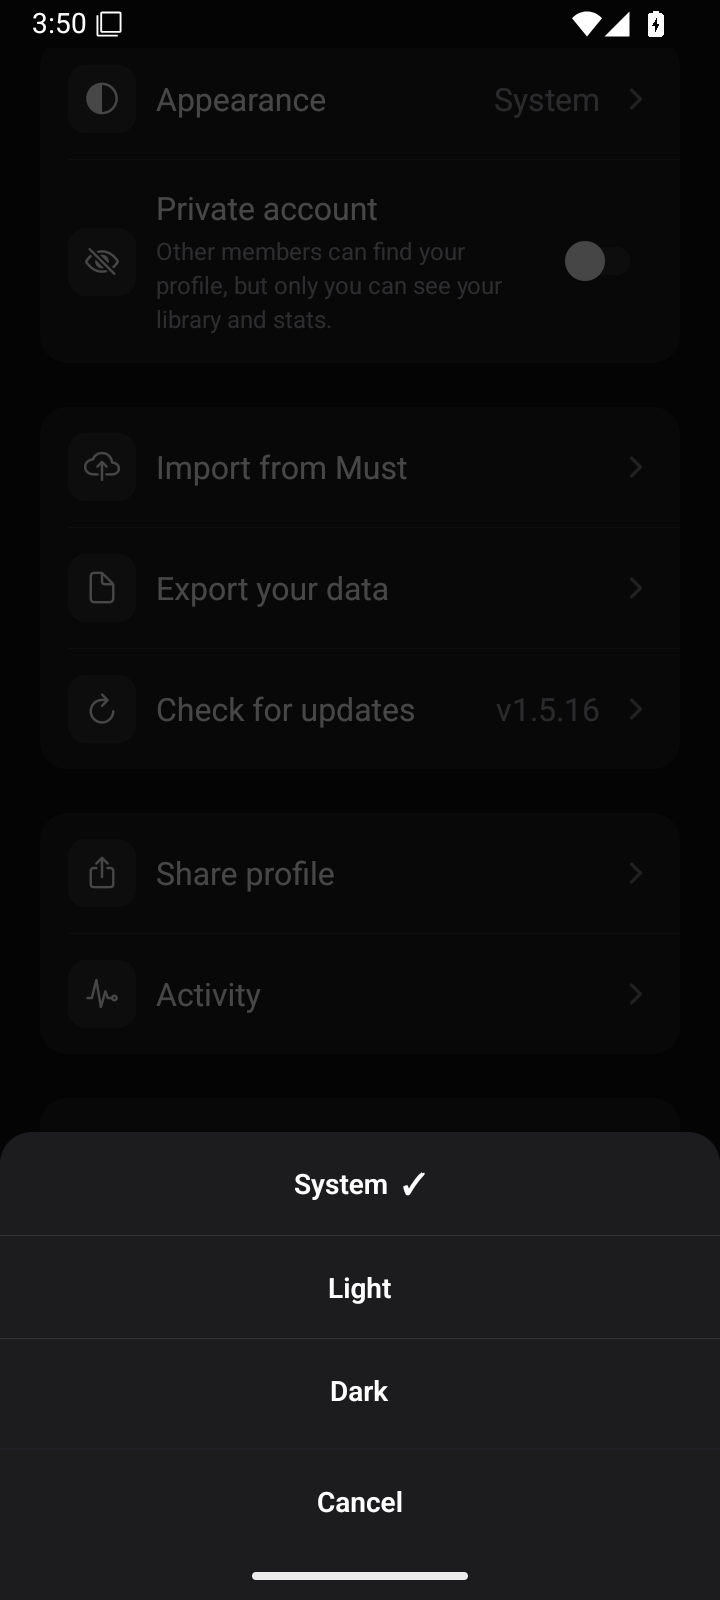 3:50
Appearance System
Private account
Other members can find your
profile, but only you can see your
library and stats.
Import from Must
Export your data
Check for updates v1.5.16
Share profile
Activity
System ✓
Light
Dark
Cancel